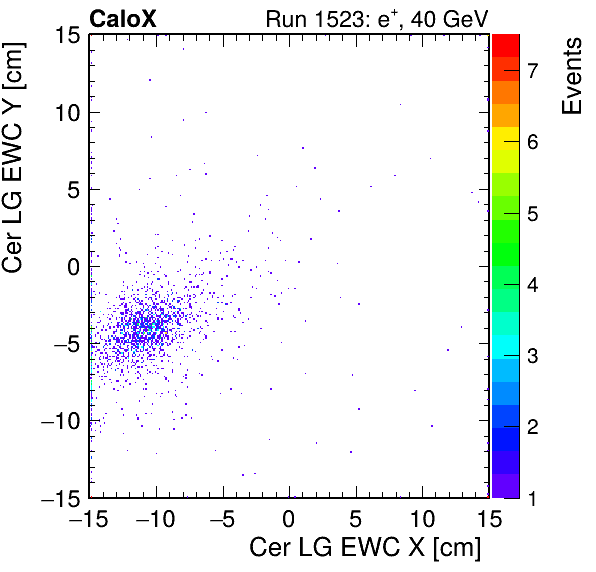 CaloX Run 1523: e⁺, 40 GeV
Cer LG EWC Y [cm]
15
10
5
0
−5
−10
−15
−15 −10 −5 0 5 10 15
Cer LG EWC X [cm]
Events
7
6
5
4
3
2
1